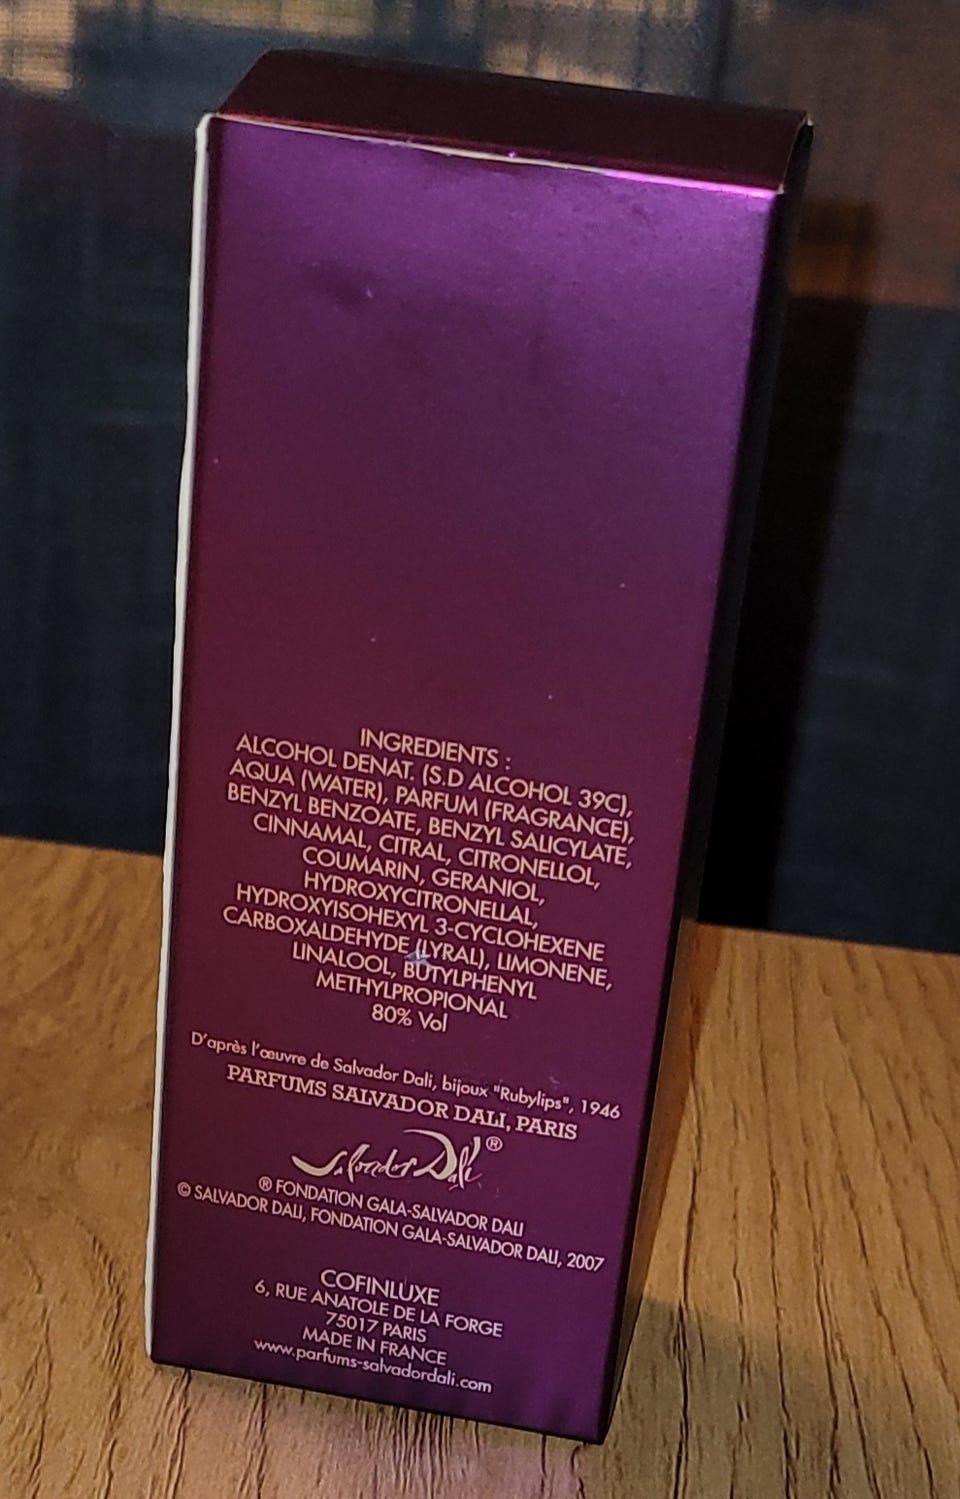 INGREDIENTS :
ALCOHOL DENAT. (S.D ALCOHOL 39C),
AQUA (WATER), PARFUM (FRAGRANCE),
BENZYL BENZOATE, BENZYL SALICYLATE,
CINNAMAL, CITRAL, CITRONELLOL,
COUMARIN, GERANIOL,
HYDROXYCITRONELLAL,
HYDROXYISOHEXYL 3-CYCLOHEXENE
CARBOXALDEHYDE (LYRAL), LIMONENE,
LINALOOL, BUTYLPHENYL
METHYLPROPIONAL
80% Vol
D'après l'œuvre de Salvador Dali, bijoux "Rubylips", 1946
PARFUMS SALVADOR DALI, PARIS
Salvador Dali ®
® FONDATION GALA-SALVADOR DALI
© SALVADOR DALI, FONDATION GALA-SALVADOR DALI, 2007
COFINLUXE
6, RUE ANATOLE DE LA FORGE
75017 PARIS
MADE IN FRANCE
www.parfums-salvadordali.com